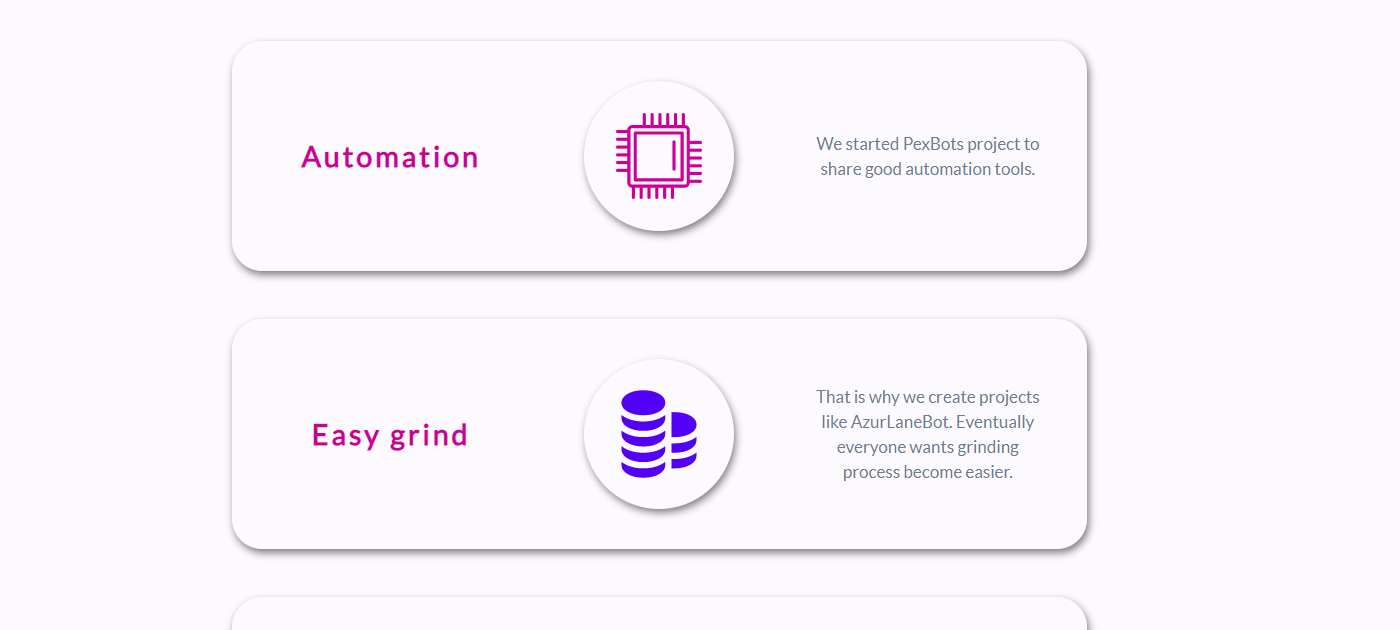 Automation
We started PexBots project to
share good automation tools.
Easy grind
That is why we create projects
like AzurLaneBot. Eventually
everyone wants grinding
process become easier.